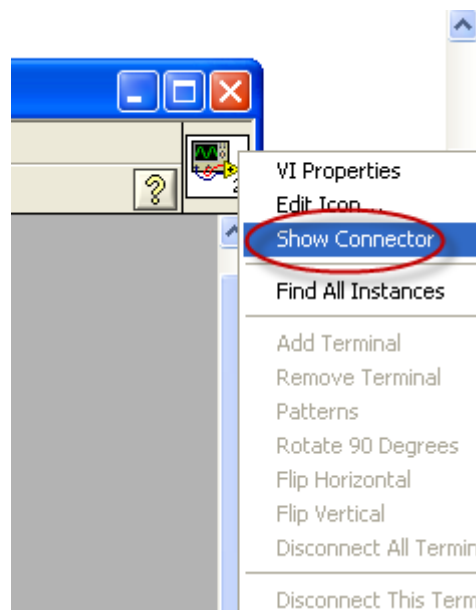 ?
2
VI Properties
Edit Icon...
Show Connector
Find All Instances
Add Terminal
Remove Terminal
Patterns
Rotate 90 Degrees
Flip Horizontal
Flip Vertical
Disconnect All Termin
Disconnect This Term